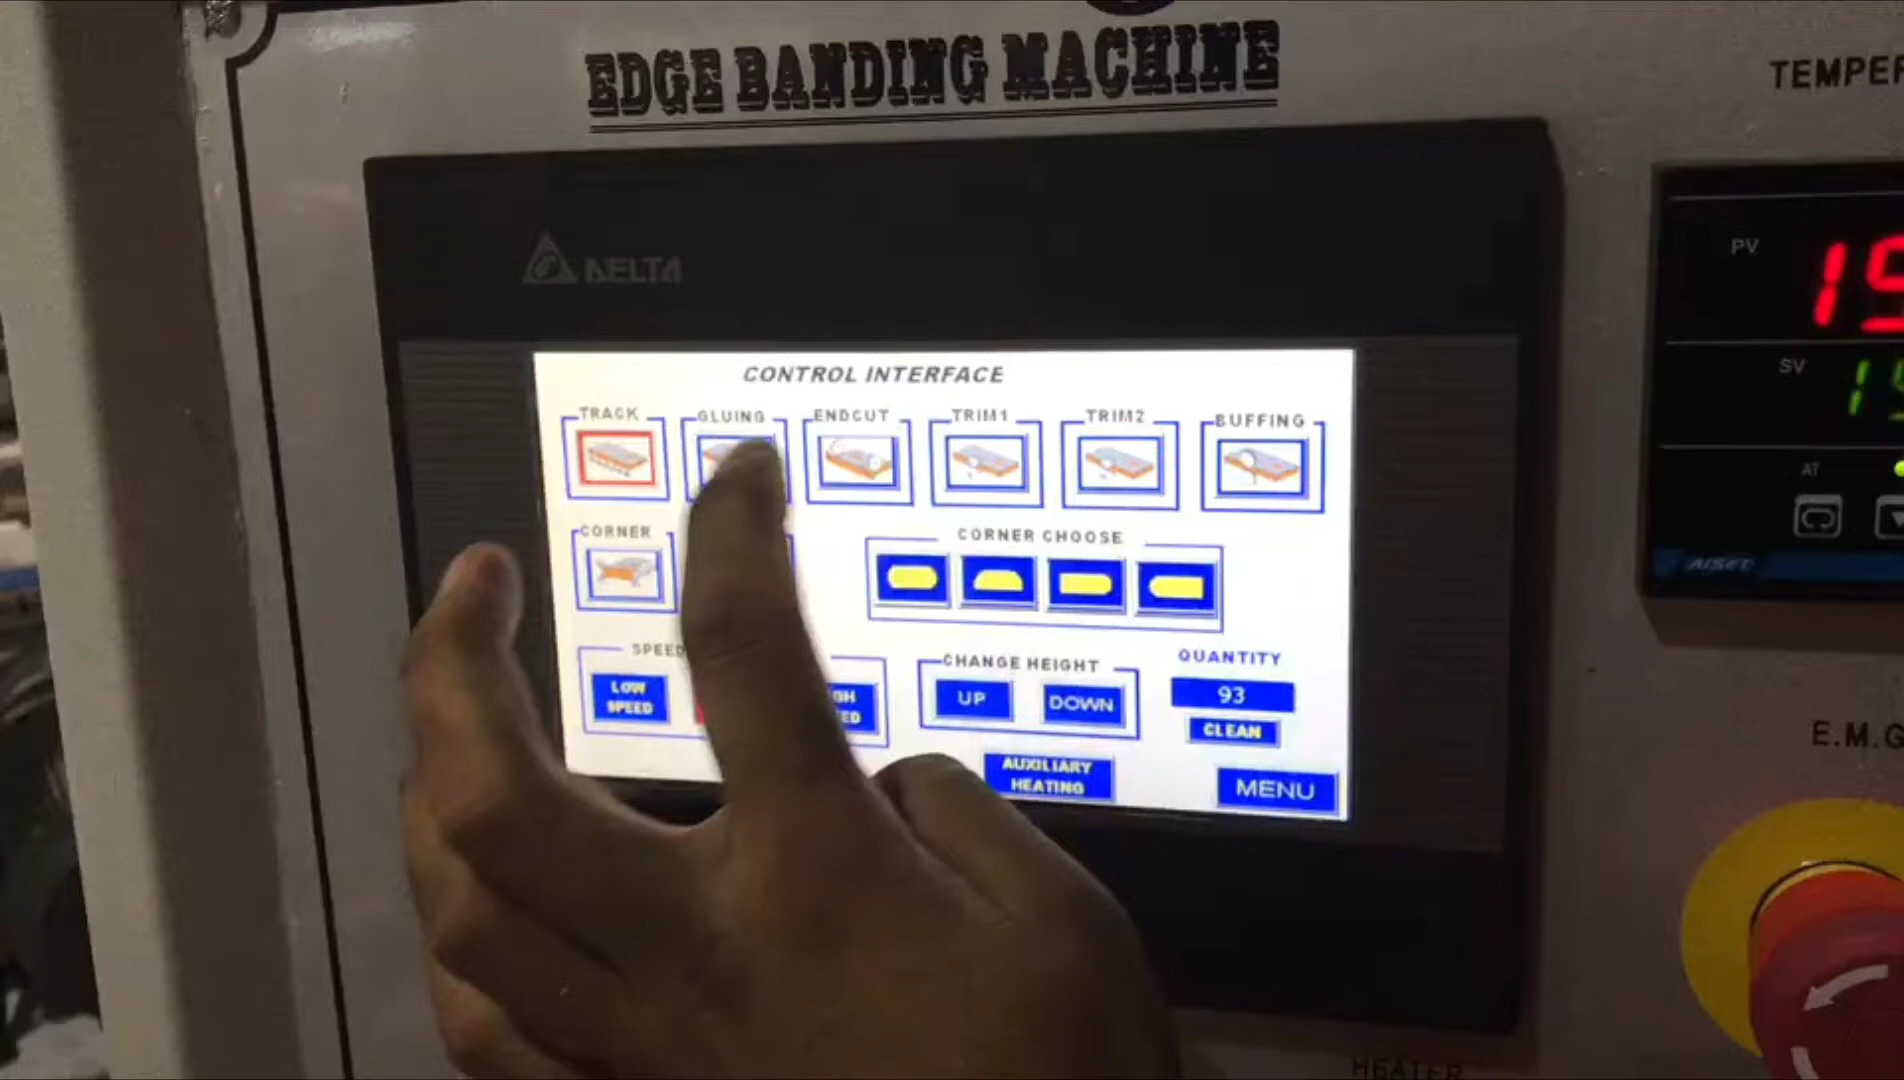 EDGE BANDING MACHINE
DELTA
CONTROL INTERFACE
TRACK
GLUING
ENDCUT
TRIM1
TRIM2
BUFFING
CORNER
CORNER CHOOSE
SPEED
LOW
SPEED
CHANGE HEIGHT
UP
DOWN
QUANTITY
93
CLEAN
AUXILIARY
HEATING
MENU
PV
SV
AT
AISET
E.M.G
HEATER